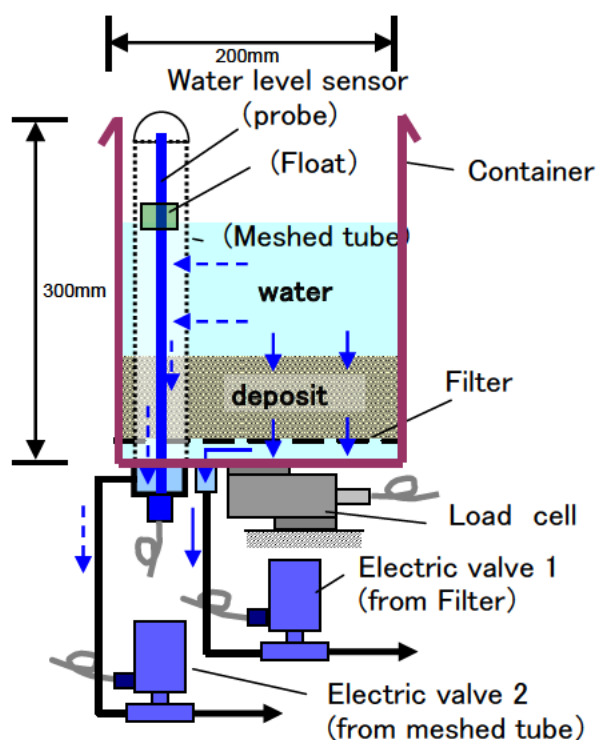 200mm
Water level sensor
(probe)
(Float)
Container
(Meshed tube)
300mm
water
deposit
Filter
Load cell
Electric valve 1
(from Filter)
Electric valve 2
(from meshed tube)